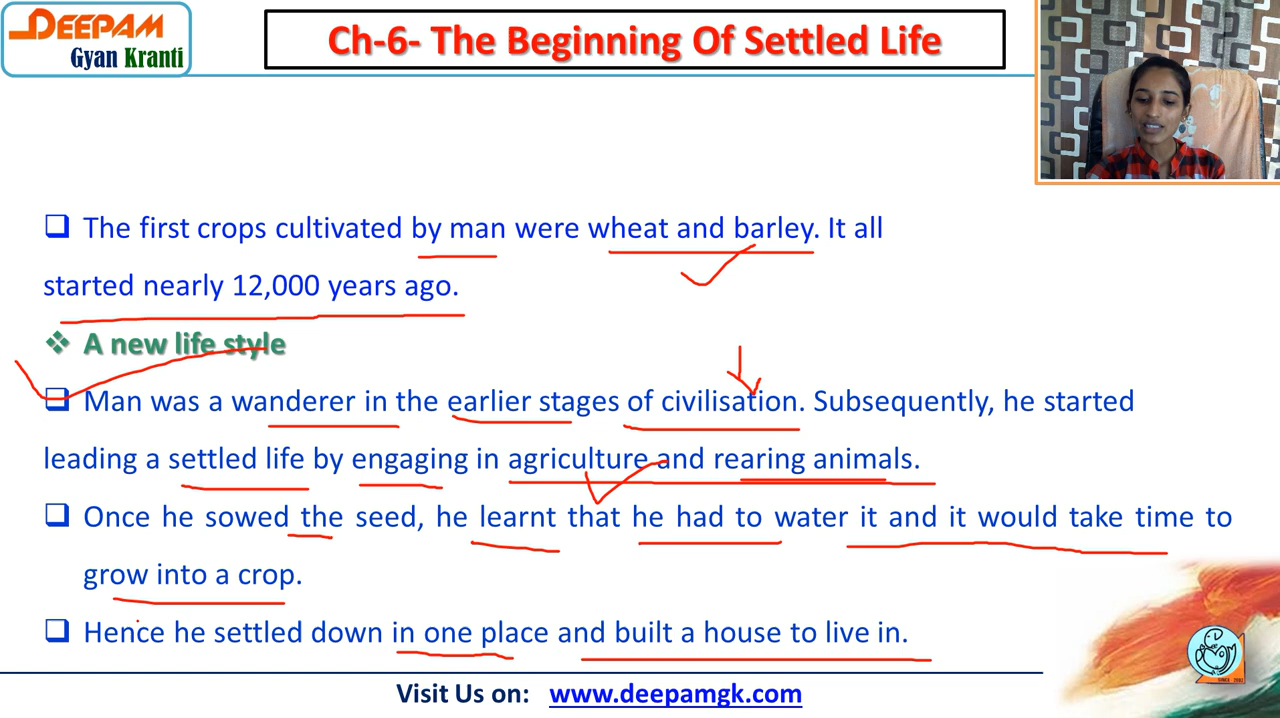 DEEPAM
Gyan Kranti
Ch-6- The Beginning Of Settled Life
❑ The first crops cultivated by man were wheat and barley. It all
started nearly 12,000 years ago.
❖ A new life style
❑ Man was a wanderer in the earlier stages of civilisation. Subsequently, he started
leading a settled life by engaging in agriculture and rearing animals.
❑ Once he sowed the seed, he learnt that he had to water it and it would take time to
grow into a crop.
❑ Hence he settled down in one place and built a house to live in.
Visit Us on: www.deepamgk.com